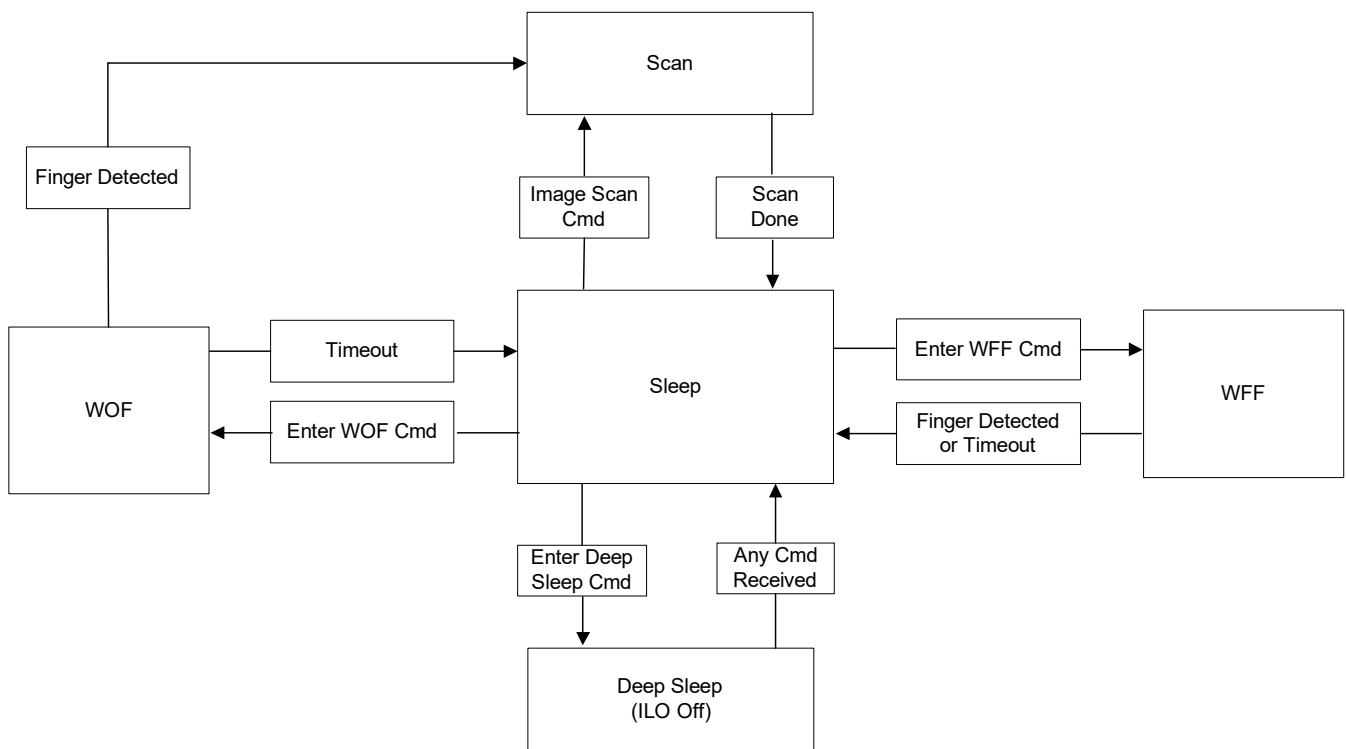 Scan
Finger Detected
Image Scan
Cmd
Scan
Done
Timeout
Enter WFF Cmd
WOF
Sleep
WFF
Enter WOF Cmd
Finger Detected
or Timeout
Enter Deep
Sleep Cmd
Any Cmd
Received
Deep Sleep
(ILO Off)